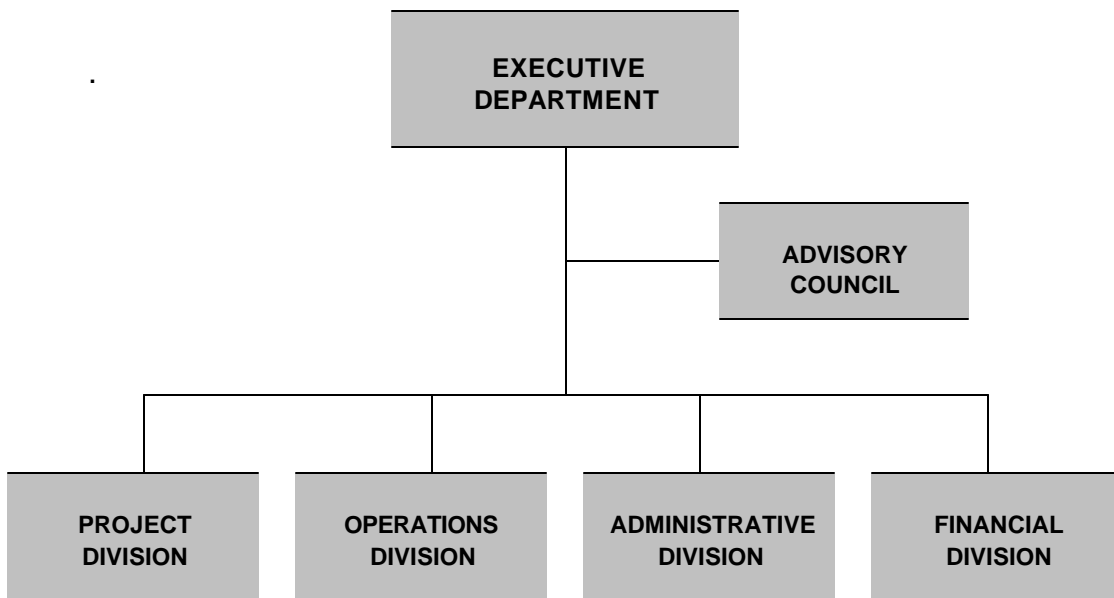 EXECUTIVE
DEPARTMENT
.
ADVISORY
COUNCIL
PROJECT
DIVISION
OPERATIONS
DIVISION
ADMINISTRATIVE
DIVISION
FINANCIAL
DIVISION